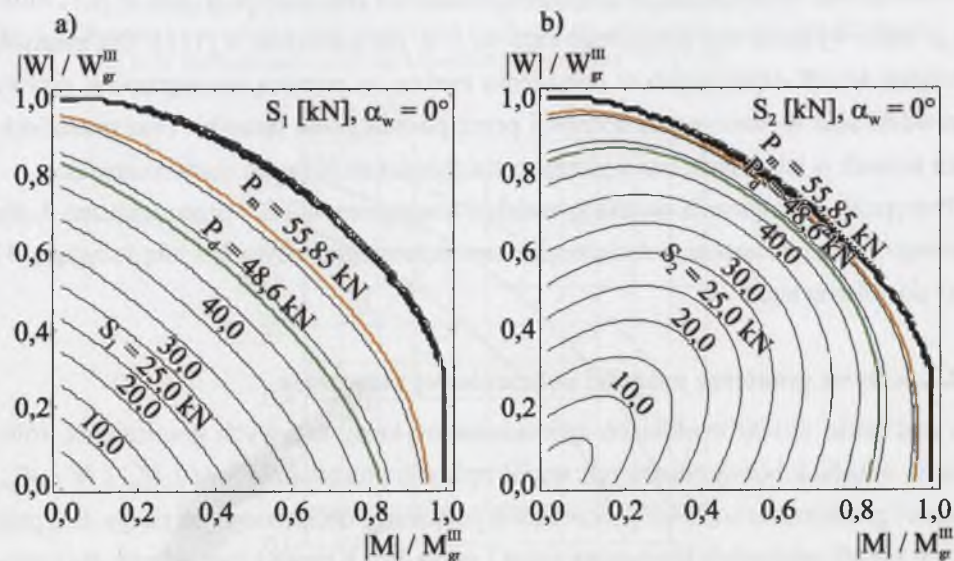 a)
|W| / W_gr^III
S₁ [kN], α_w = 0°
1,0
0,8
0,6
0,4
0,2
0,0
P_m = 55,85 kN
P_d = 48,6 kN
40,0
30,0
S₁ = 25,0 kN
20,0
10,0
0,0 0,2 0,4 0,6 0,8 1,0
|M| / M_gr^III
b)
|W| / W_gr^III
S₂ [kN], α_w = 0°
1,0
0,8
0,6
0,4
0,2
0,0
P_m = 55,85 kN
48,6 kN
40,0
30,0
S₂ = 25,0 kN
20,0
10,0
0,0 0,2 0,4 0,6 0,8 1,0
|M| / M_gr^III